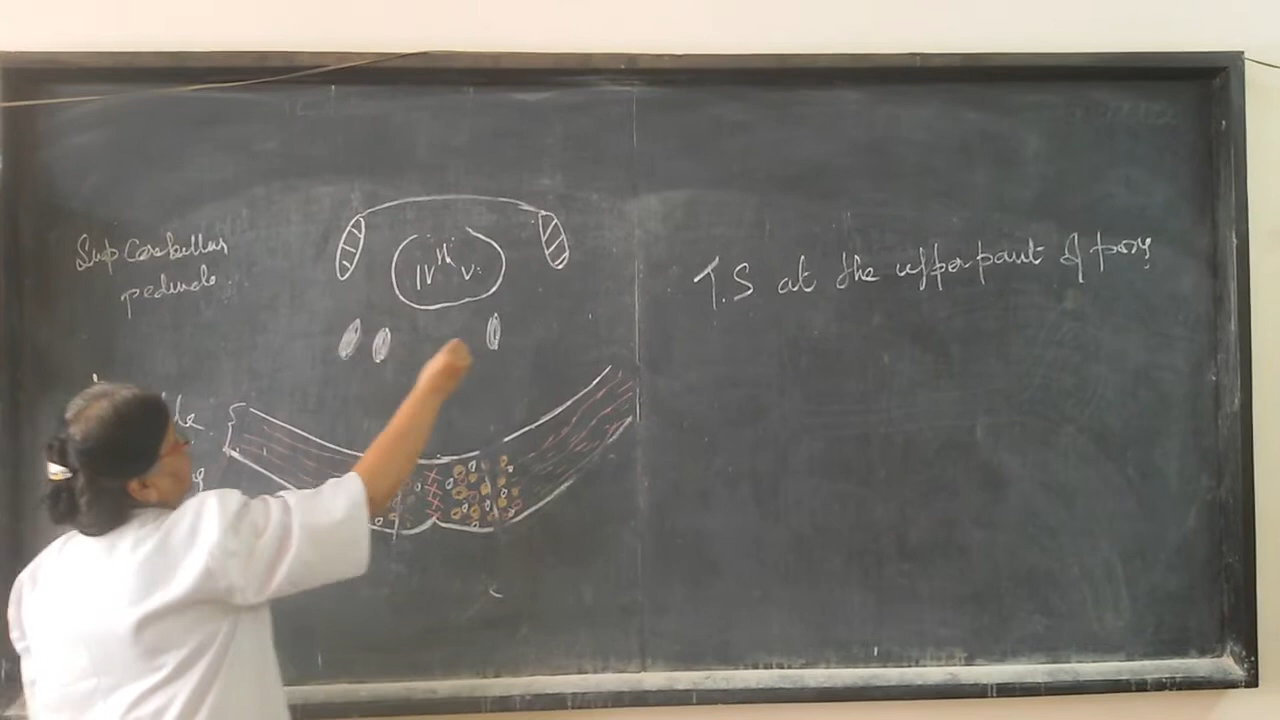 Sup Cerebellar
peduncle
IVth V.
T.S at the upper part of pons